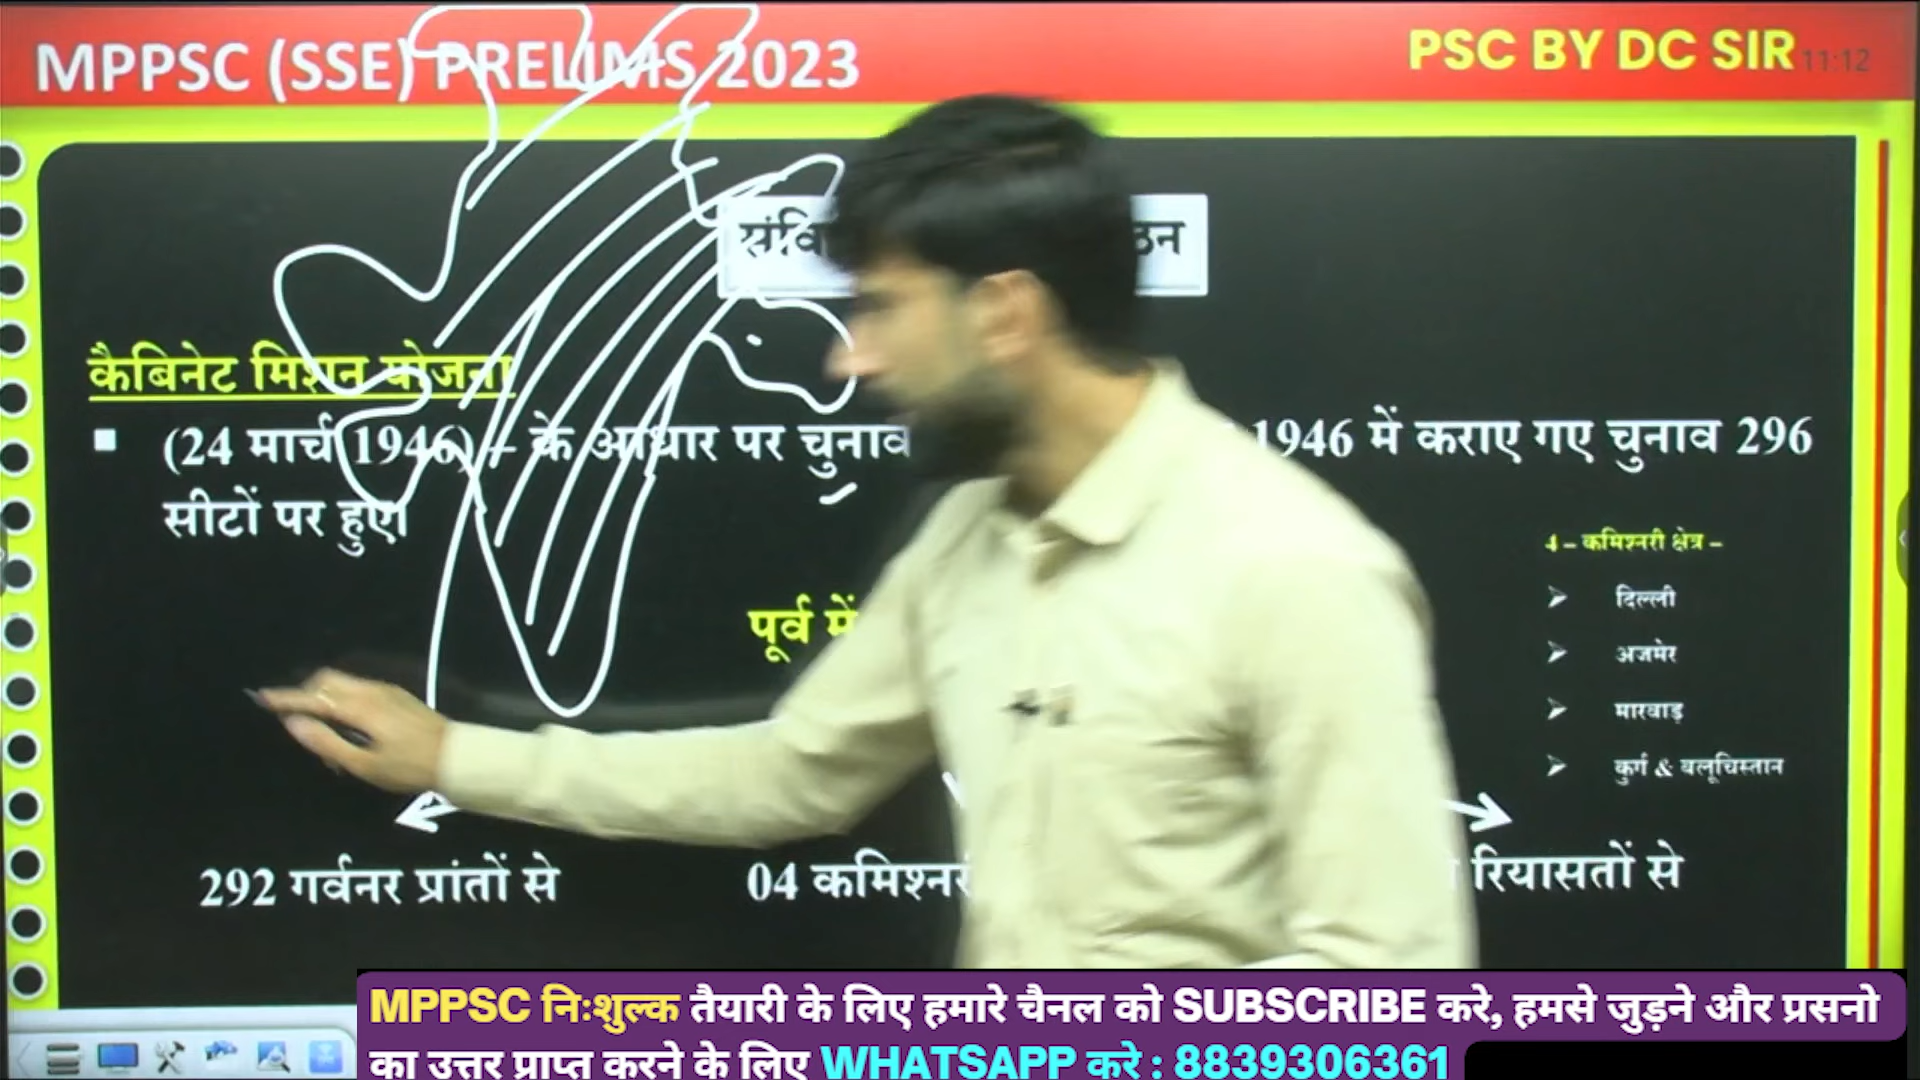 MPPSC (SSE) PRELIMS 2023
PSC BY DC SIR
11:12
कैबिनेट मिशन योजना
(24 मार्च 1946) – के आधार पर चुनाव 1946 में कराए गए चुनाव 296
सीटों पर हुए।
4 – कमिश्नरी क्षेत्र –
दिल्ली
अजमेर
मारवाड़
कुर्ग & बलूचिस्तान
पूर्व में
292 गर्वनर प्रांतों से
04
रियासतों से
MPPSC निःशुल्क तैयारी के लिए हमारे चैनल को SUBSCRIBE करे, हमसे जुड़ने और प्रसनो
का उत्तर प्राप्त करने के लिए WHATSAPP करे : 8839306361